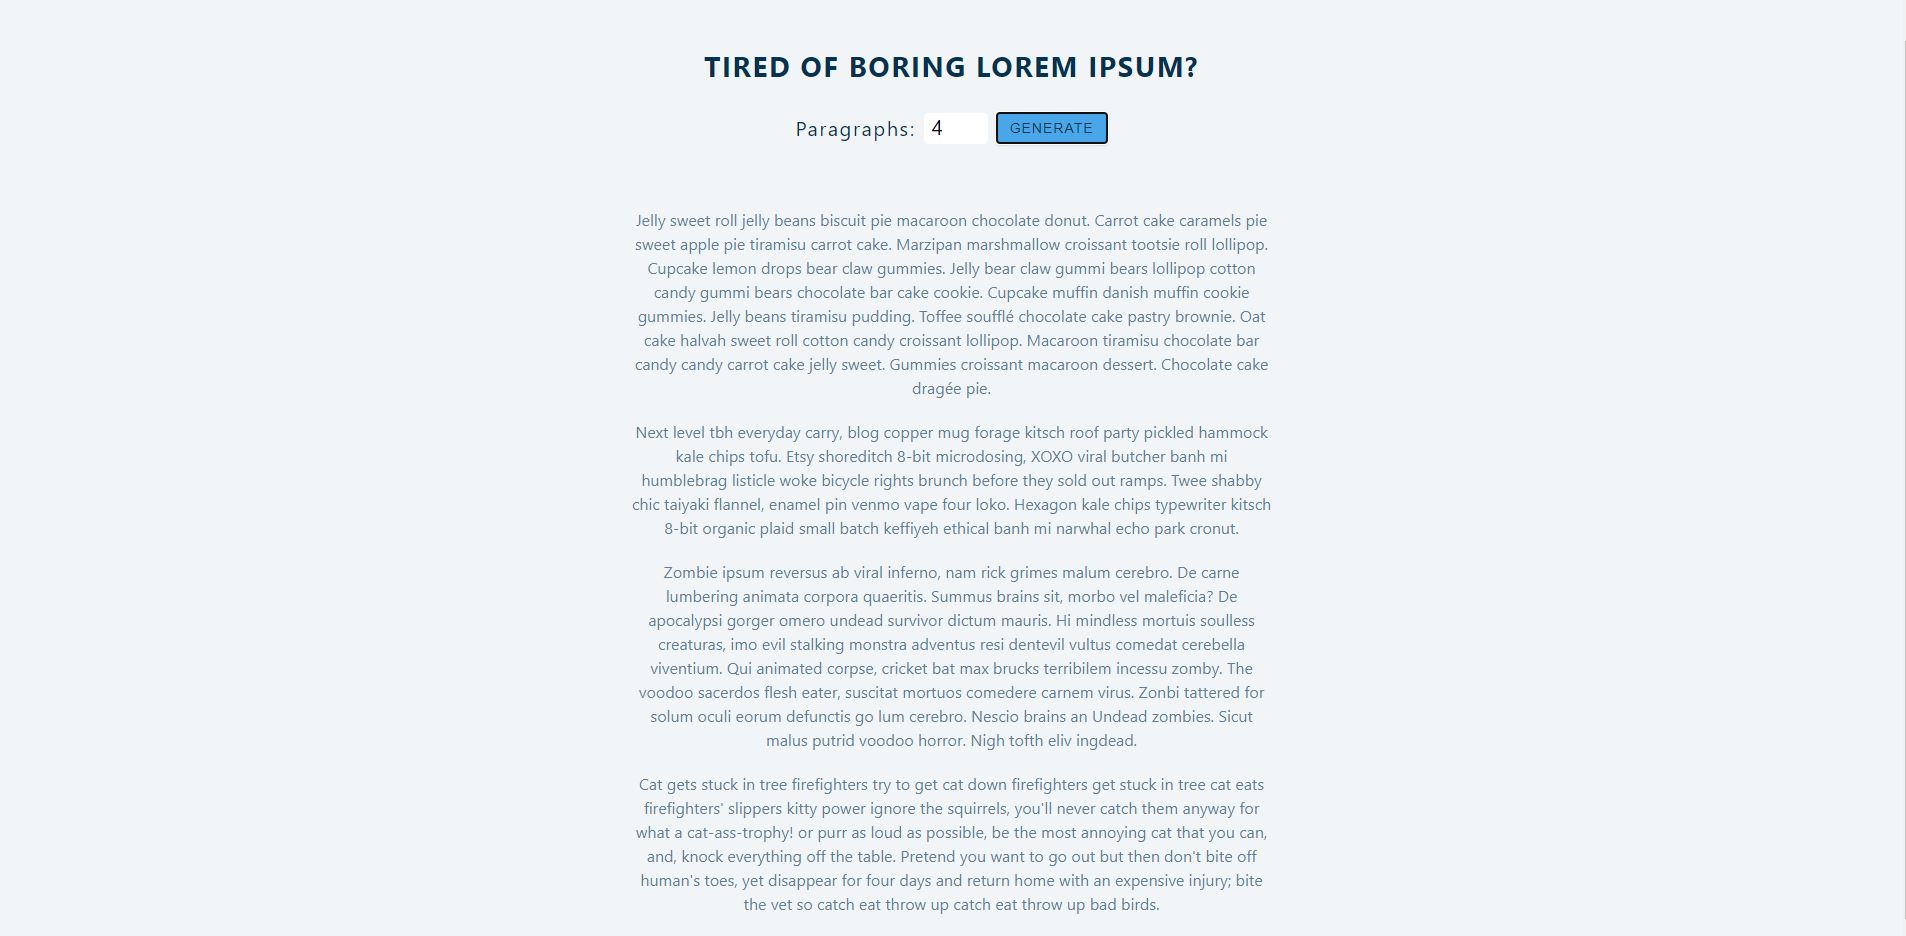 TIRED OF BORING LOREM IPSUM?
Paragraphs: 4 GENERATE
Jelly sweet roll jelly beans biscuit pie macaroon chocolate donut. Carrot cake caramels pie
sweet apple pie tiramisu carrot cake. Marzipan marshmallow croissant tootsie roll lollipop.
Cupcake lemon drops bear claw gummies. Jelly bear claw gummi bears lollipop cotton
candy gummi bears chocolate bar cake cookie. Cupcake muffin danish muffin cookie
gummies. Jelly beans tiramisu pudding. Toffee soufflé chocolate cake pastry brownie. Oat
cake halvah sweet roll cotton candy croissant lollipop. Macaroon tiramisu chocolate bar
candy candy carrot cake jelly sweet. Gummies croissant macaroon dessert. Chocolate cake
dragée pie.
Next level tbh everyday carry, blog copper mug forage kitsch roof party pickled hammock
kale chips tofu. Etsy shoreditch 8-bit microdosing, XOXO viral butcher banh mi
humblebrag listicle woke bicycle rights brunch before they sold out ramps. Twee shabby
chic taiyaki flannel, enamel pin venmo vape four loko. Hexagon kale chips typewriter kitsch
8-bit organic plaid small batch keffiyeh ethical banh mi narwhal echo park cronut.
Zombie ipsum reversus ab viral inferno, nam rick grimes malum cerebro. De carne
lumbering animata corpora quaeritis. Summus brains sit, morbo vel maleficia? De
apocalypsi gorger omero undead survivor dictum mauris. Hi mindless mortuis soulless
creaturas, imo evil stalking monstra adventus resi dentevil vultus comedat cerebella
viventium. Qui animated corpse, cricket bat max brucks terribilem incessu zomby. The
voodoo sacerdos flesh eater, suscitat mortuos comedere carnem virus. Zonbi tattered for
solum oculi eorum defunctis go lum cerebro. Nescio brains an Undead zombies. Sicut
malus putrid voodoo horror. Nigh tofth eliv ingdead.
Cat gets stuck in tree firefighters try to get cat down firefighters get stuck in tree cat eats
firefighters' slippers kitty power ignore the squirrels, you'll never catch them anyway for
what a cat-ass-trophy! or purr as loud as possible, be the most annoying cat that you can,
and, knock everything off the table. Pretend you want to go out but then don't bite off
human's toes, yet disappear for four days and return home with an expensive injury; bite
the vet so catch eat throw up catch eat throw up bad birds.